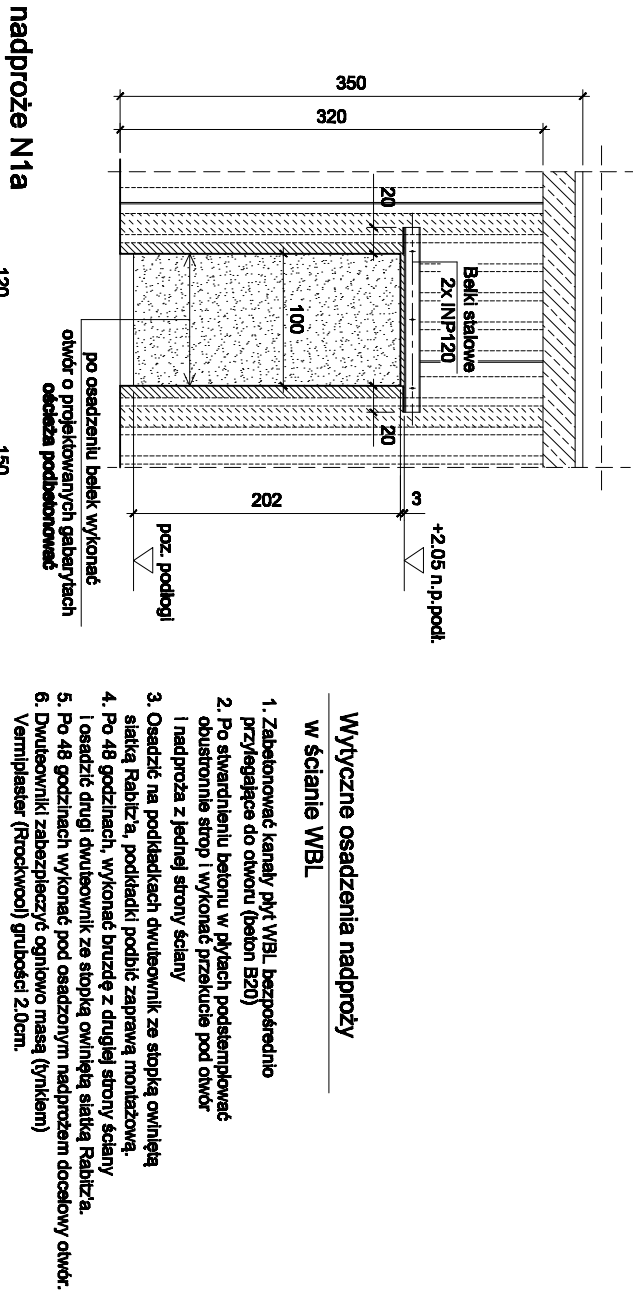 nadproże N1a
350
320
20
Belki stalowe
2x INP120
100
20
202
3
+2.05 n.p.podł.
poz. podłogi
po osadzeniu belek wykonać
otwór o projektowanych gabarytach
ościeża podbetonować
120
150
Wytyczne osadzenia nadproży
w ścianie WBL
1. Zabetonować kanały płyt WBL bezpośrednio
przylegające do otworu (beton B20)
2. Po stwardnieniu betonu w płytach podstemplować
obustronnie strop i wykonać przekucie pod otwór
i nadproża z jednej strony ściany
3. Osadzić na podkładkach dwuteownik ze stopką owiniętą
siatką Rabitz'a, podkładki podbić zaprawą montażową.
4. Po 48 godzinach, wykonać bruzdę z drugiej strony ściany
i osadzić drugi dwuteownik ze stopką owiniętą siatką Rabitz'a.
5. Po 48 godzinach wykonać pod osadzonym nadprożem docelowy otwór.
6. Dwuteowniki zabezpieczyć ogniowo masą (tynkiem)
Vermiplaster (Rrockwool) grubości 2.0cm.